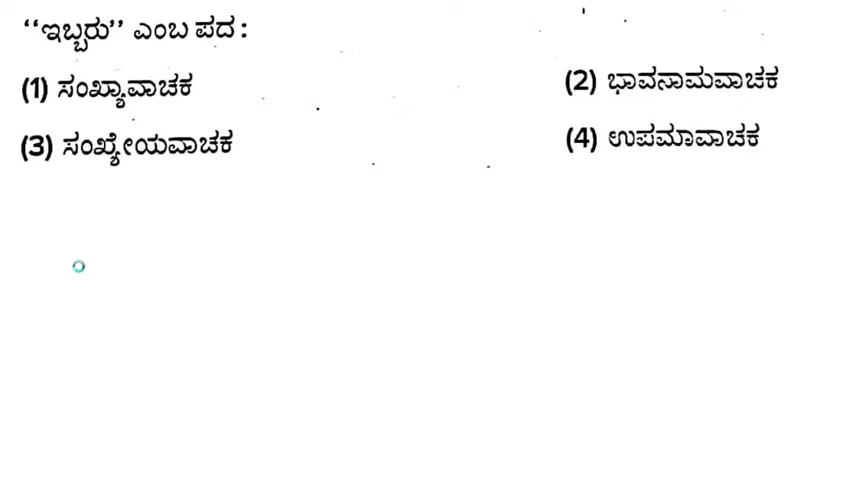 “ಇಬ್ಬರು” ಎಂಬ ಪದ :
(1) ಸಂಖ್ಯಾವಾಚಕ (2) ಭಾವನಾಮವಾಚಕ
(3) ಸಂಖ್ಯೇಯವಾಚಕ (4) ಉಪಮಾವಾಚಕ